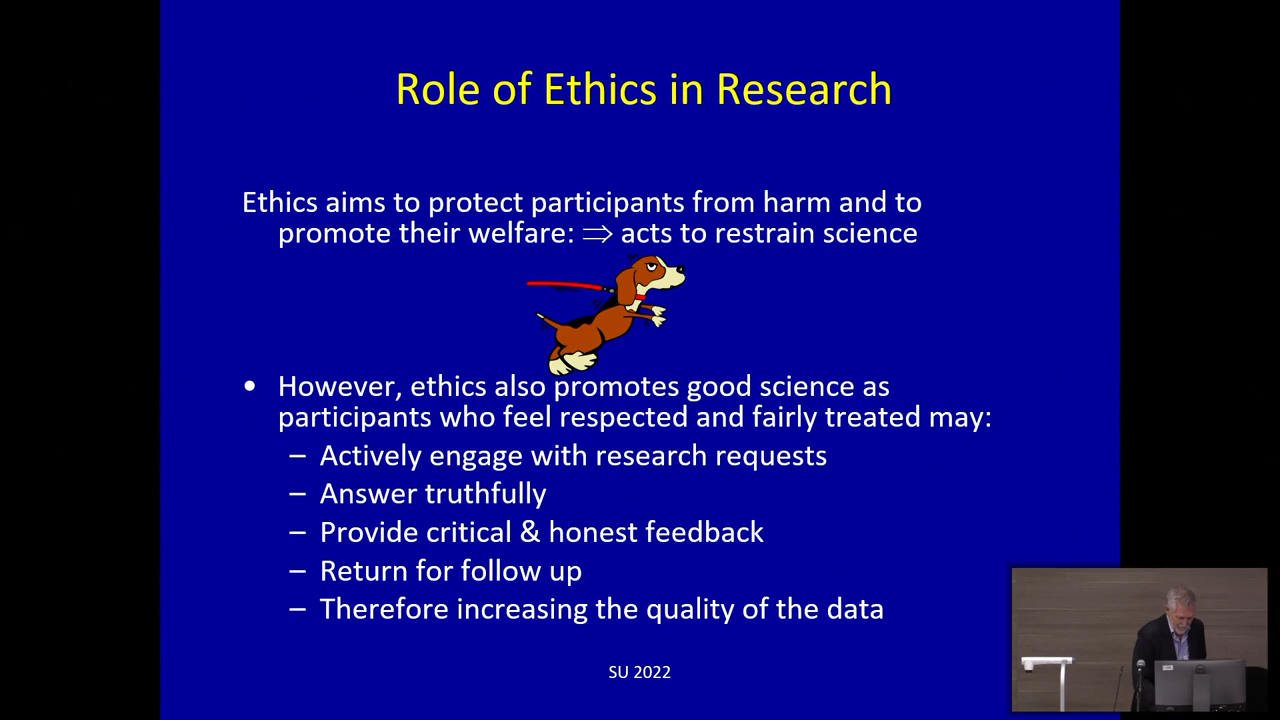 Role of Ethics in Research
Ethics aims to protect participants from harm and to
promote their welfare: ⇒ acts to restrain science
• However, ethics also promotes good science as
participants who feel respected and fairly treated may:
– Actively engage with research requests
– Answer truthfully
– Provide critical & honest feedback
– Return for follow up
– Therefore increasing the quality of the data
SU 2022